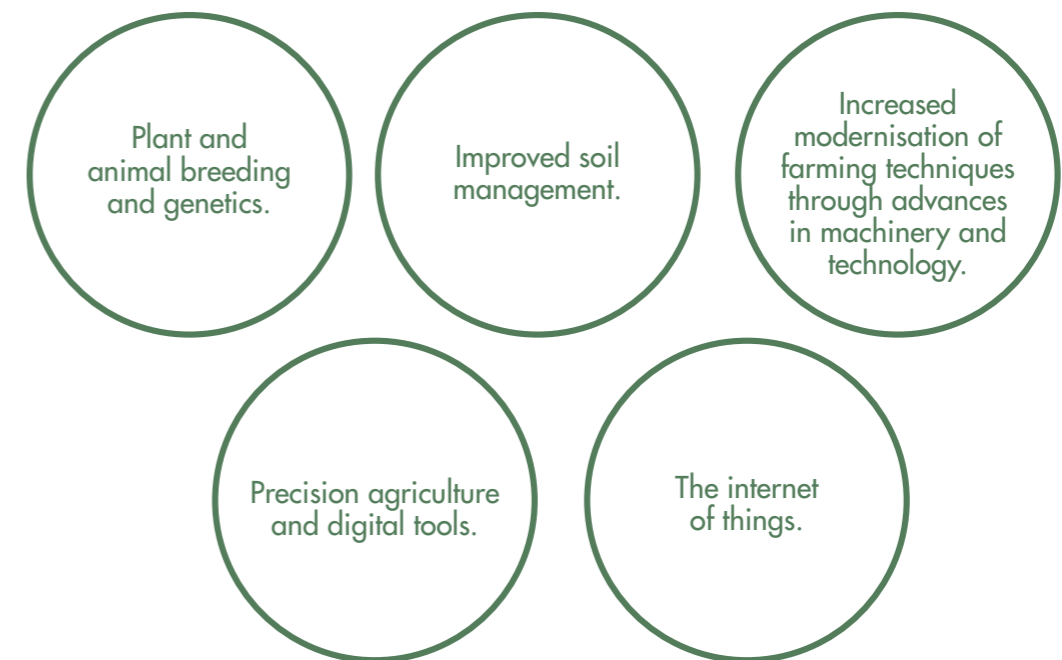 Plant and
animal breeding
and genetics.
Improved soil
management.
Increased
modernisation of
farming techniques
through advances
in machinery and
technology.
Precision agriculture
and digital tools.
The internet
of things.